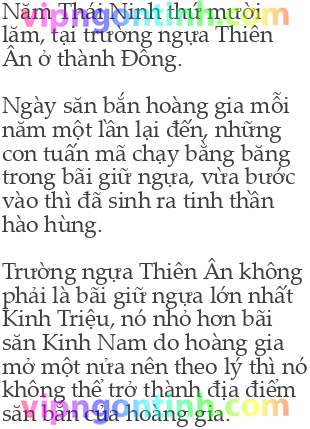 Năm Thái Ninh thứ mười
lăm, tại trường ngựa Thiên
Ân ở thành Đông.
Ngày săn bắn hoàng gia mỗi
năm một lần lại đến, những
con tuấn mã chạy băng băng
trong bãi giữ ngựa, vừa bước
vào thì đã sinh ra tinh thần
hào hùng.
Trường ngựa Thiên Ân không
phải là bãi giữ ngựa lớn nhất
Kinh Triệu, nó nhỏ hơn bãi
săn Kinh Nam do hoàng gia
mở một nửa nên theo lý thì nó
không thể trở thành địa điểm
săn bắn của hoàng gia.
vipngontinh.com
vipngontinh.com